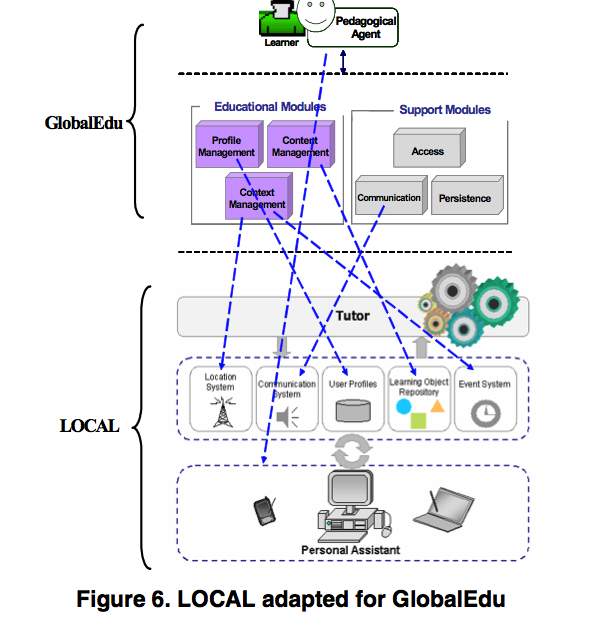 Learner
Pedagogical
Agent
GlobalEdu
Educational Modules
Support Modules
Profile
Management
Content
Management
Context
Management
Access
Communication
Persistence
LOCAL
Tutor
Location
System
Communication
System
User Profiles
Learning Object
Repository
Event System
Personal Assistant
Figure 6. LOCAL adapted for GlobalEdu